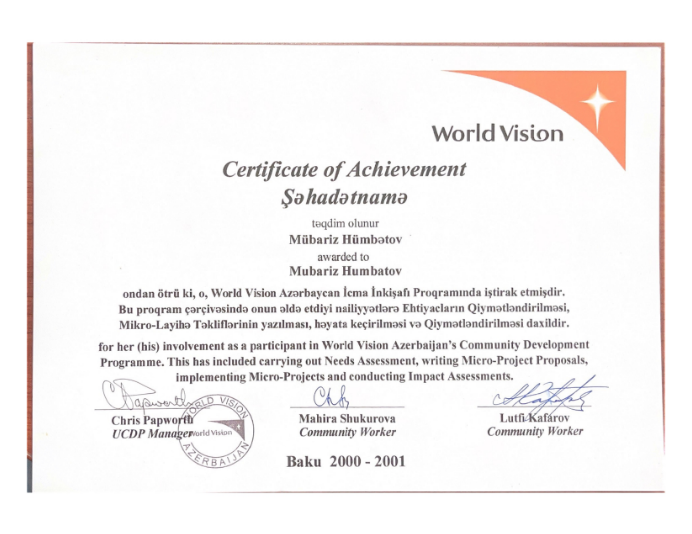 World Vision
Certificate of Achievement
Şəhadətnamə
təqdim olunur
Mübariz Hümbətov
awarded to
Mubariz Humbatov
ondan ötrü ki, o, World Vision Azərbaycan İcma İnkişafı Proqramında iştirak etmişdir.
Bu proqram çərçivəsində onun əldə etdiyi nailiyyətlərə Ehtiyacların Qiymətləndirilməsi,
Mikro-Layihə Təkliflərinin yazılması, həyata keçirilməsi və Qiymətləndirilməsi daxildir.
for her (his) involvement as a participant in World Vision Azerbaijan's Community Development
Programme. This has included carrying out Needs Assessment, writing Micro-Project Proposals,
implementing Micro-Projects and conducting Impact Assessments.
CPapworth
Chris Papworth
UCDP Manager
WORLD VISION
World Vision
AZERBAIJAN
Mahira Shukurova
Community Worker
Lutfi Kafarov
Community Worker
Baku 2000 - 2001